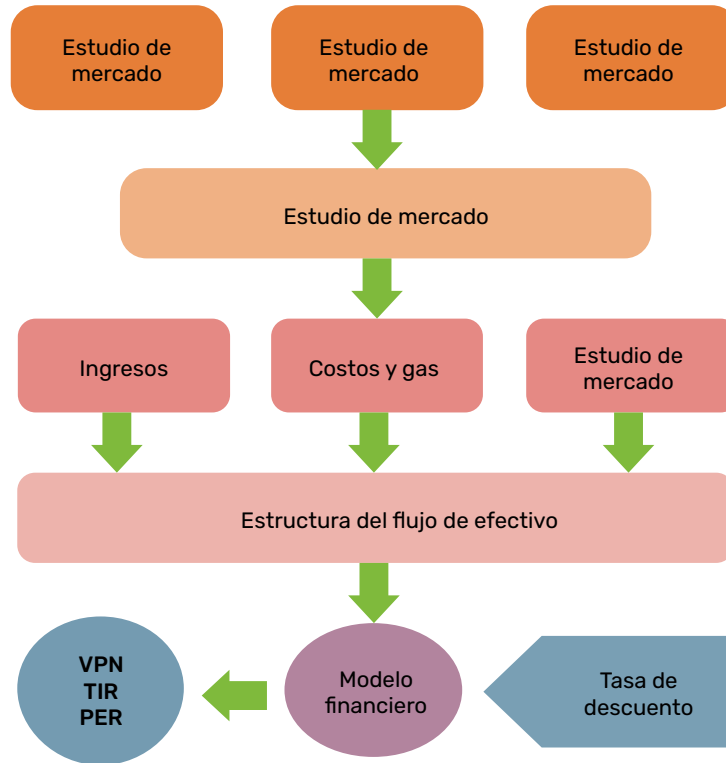 Estudio de
mercado
Estudio de
mercado
Estudio de
mercado
Estudio de mercado
Ingresos
Costos y gas
Estudio de
mercado
Estructura del flujo de efectivo
VPN
TIR
PER
Modelo
financiero
Tasa de
descuento